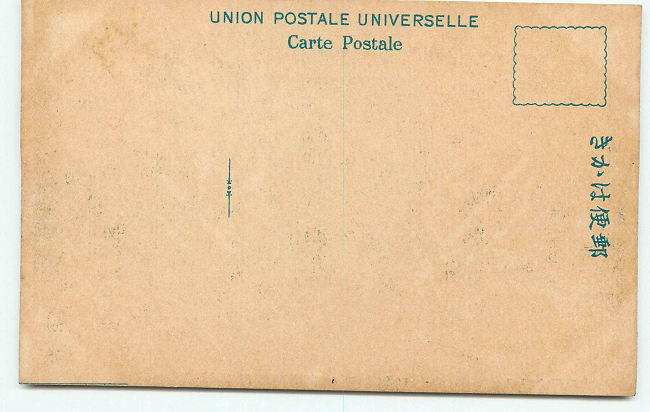 UNION POSTALE UNIVERSELLE
Carte Postale
きかは便郵